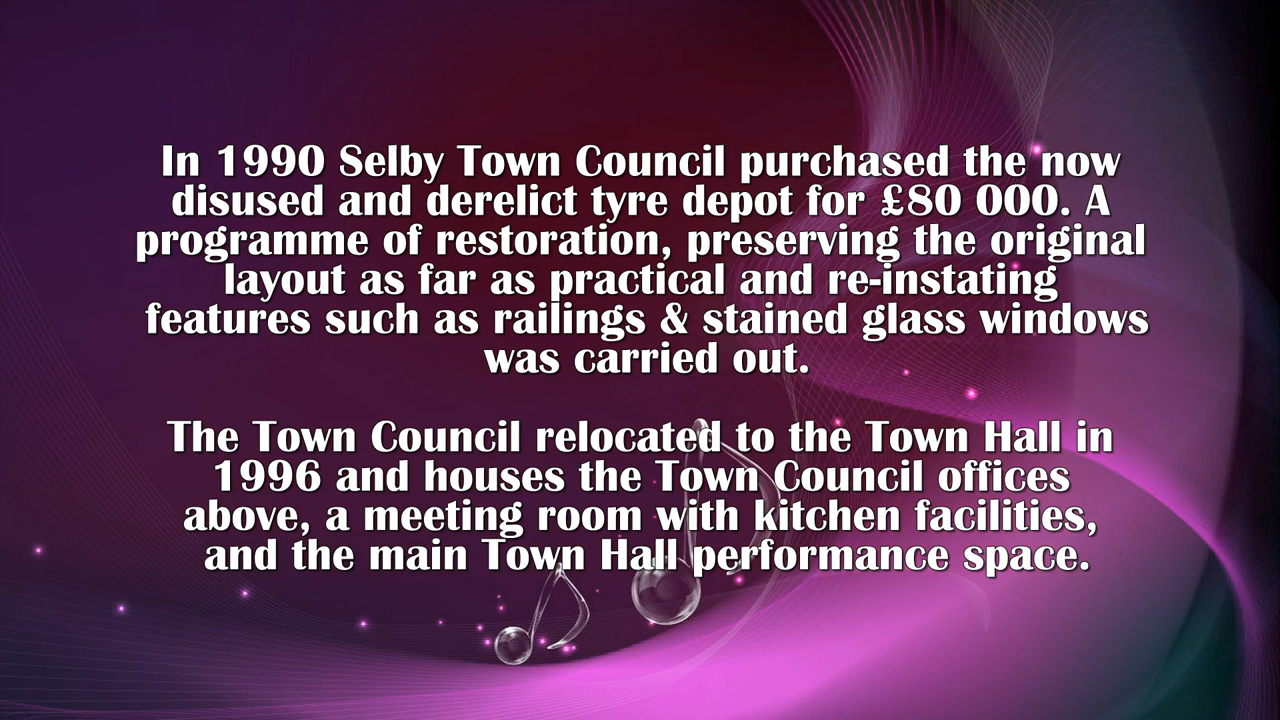 In 1990 Selby Town Council purchased the now
disused and derelict tyre depot for £80 000. A
programme of restoration, preserving the original
layout as far as practical and re-instating
features such as railings & stained glass windows
was carried out.
The Town Council relocated to the Town Hall in
1996 and houses the Town Council offices
above, a meeting room with kitchen facilities,
and the main Town Hall performance space.